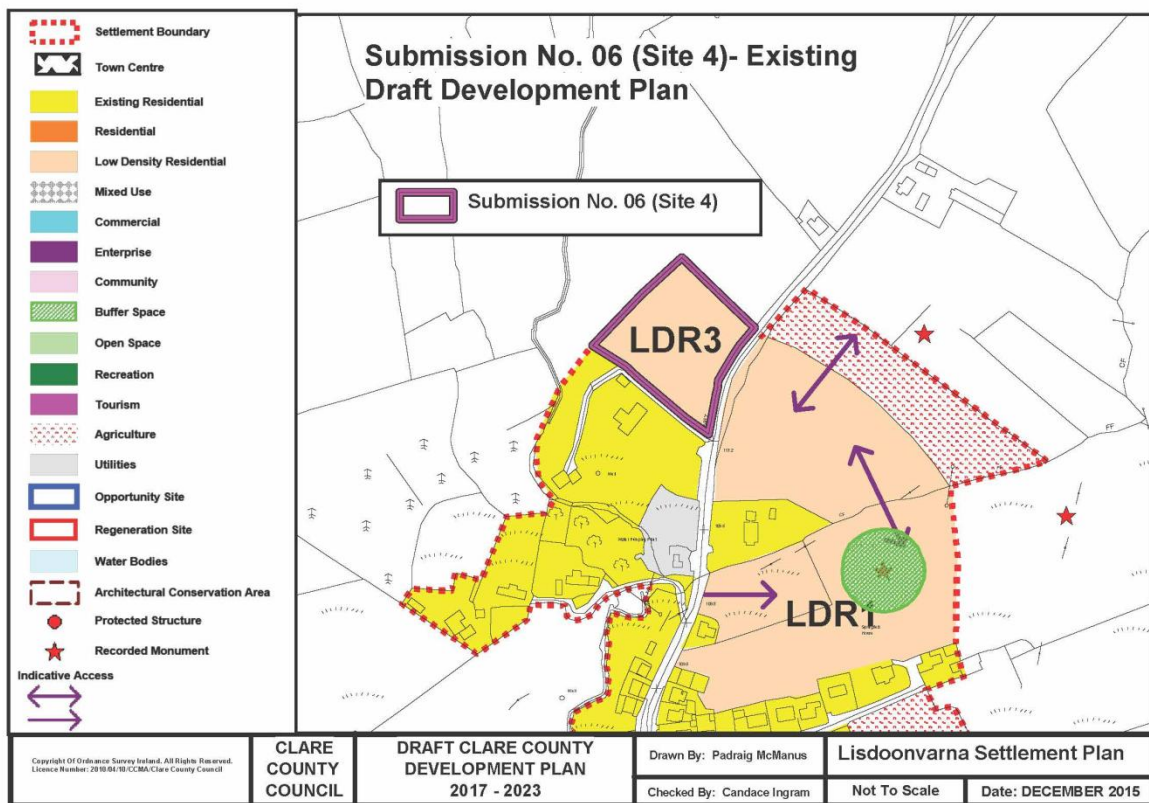 Settlement Boundary
Town Centre
Existing Residential
Residential
Low Density Residential
Mixed Use
Commercial
Enterprise
Community
Buffer Space
Open Space
Recreation
Tourism
Agriculture
Utilities
Opportunity Site
Regeneration Site
Water Bodies
Architectural Conservation Area
Protected Structure
Recorded Monument
Indicative Access
Submission No. 06 (Site 4)- Existing
Draft Development Plan
Submission No. 06 (Site 4)
LDR3
LDR1
CF
FF
Copyright Of Ordnance Survey Ireland. All Rights Reserved.
Licence Number: 2010/04/10/CCMA/Clare County Council
CLARE
COUNTY
COUNCIL
DRAFT CLARE COUNTY
DEVELOPMENT PLAN
2017 - 2023
Drawn By: Padraig McManus
Checked By: Candace Ingram
Lisdoonvarna Settlement Plan
Not To Scale
Date: DECEMBER 2015